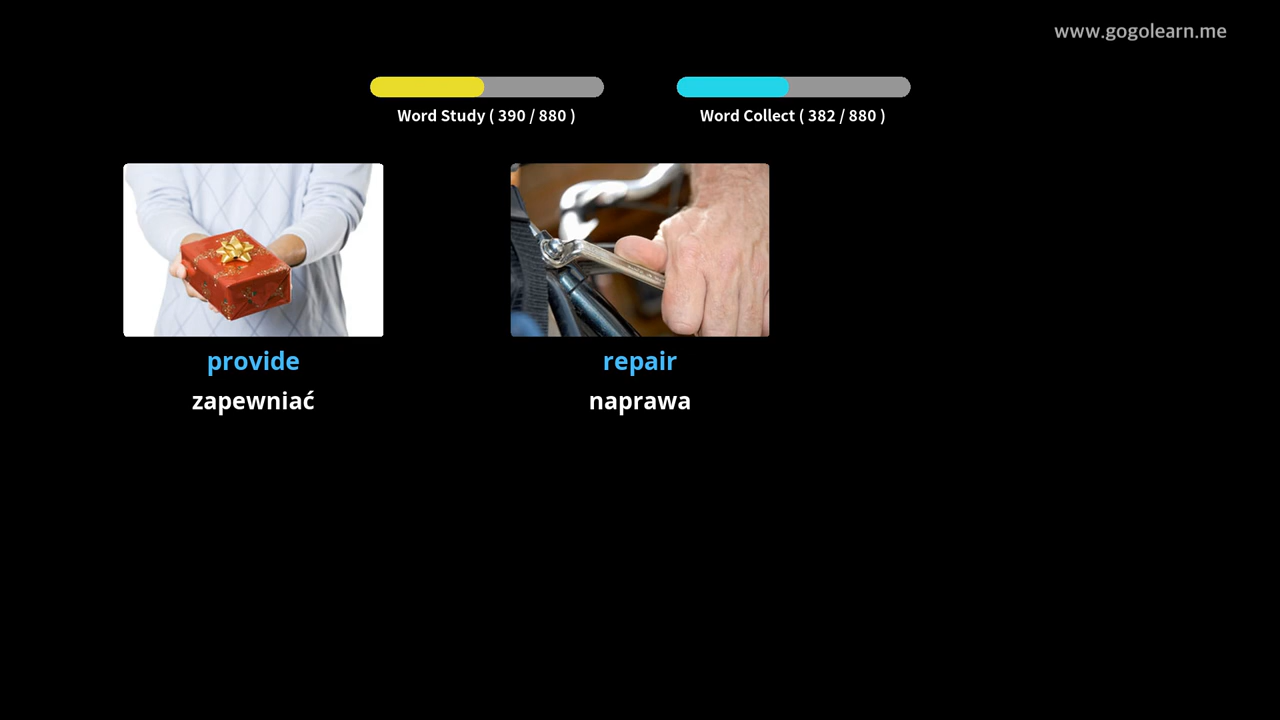 www.gogolearn.me
Word Study ( 390 / 880 )
Word Collect ( 382 / 880 )
provide
repair
zapewniać
naprawa